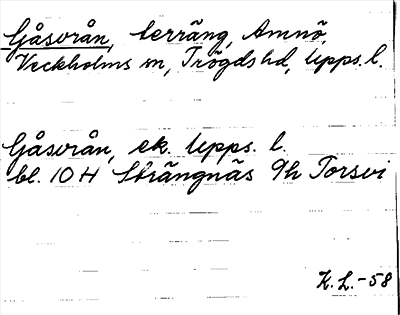 Gåsvrån, terräng, Amnö,
Veckholms sn, Trögds hd, Upps. l.
Gåsvrån, ek. Upps. l.
bl. 10 H Strängnäs 9h Torsvi
K.L.-58